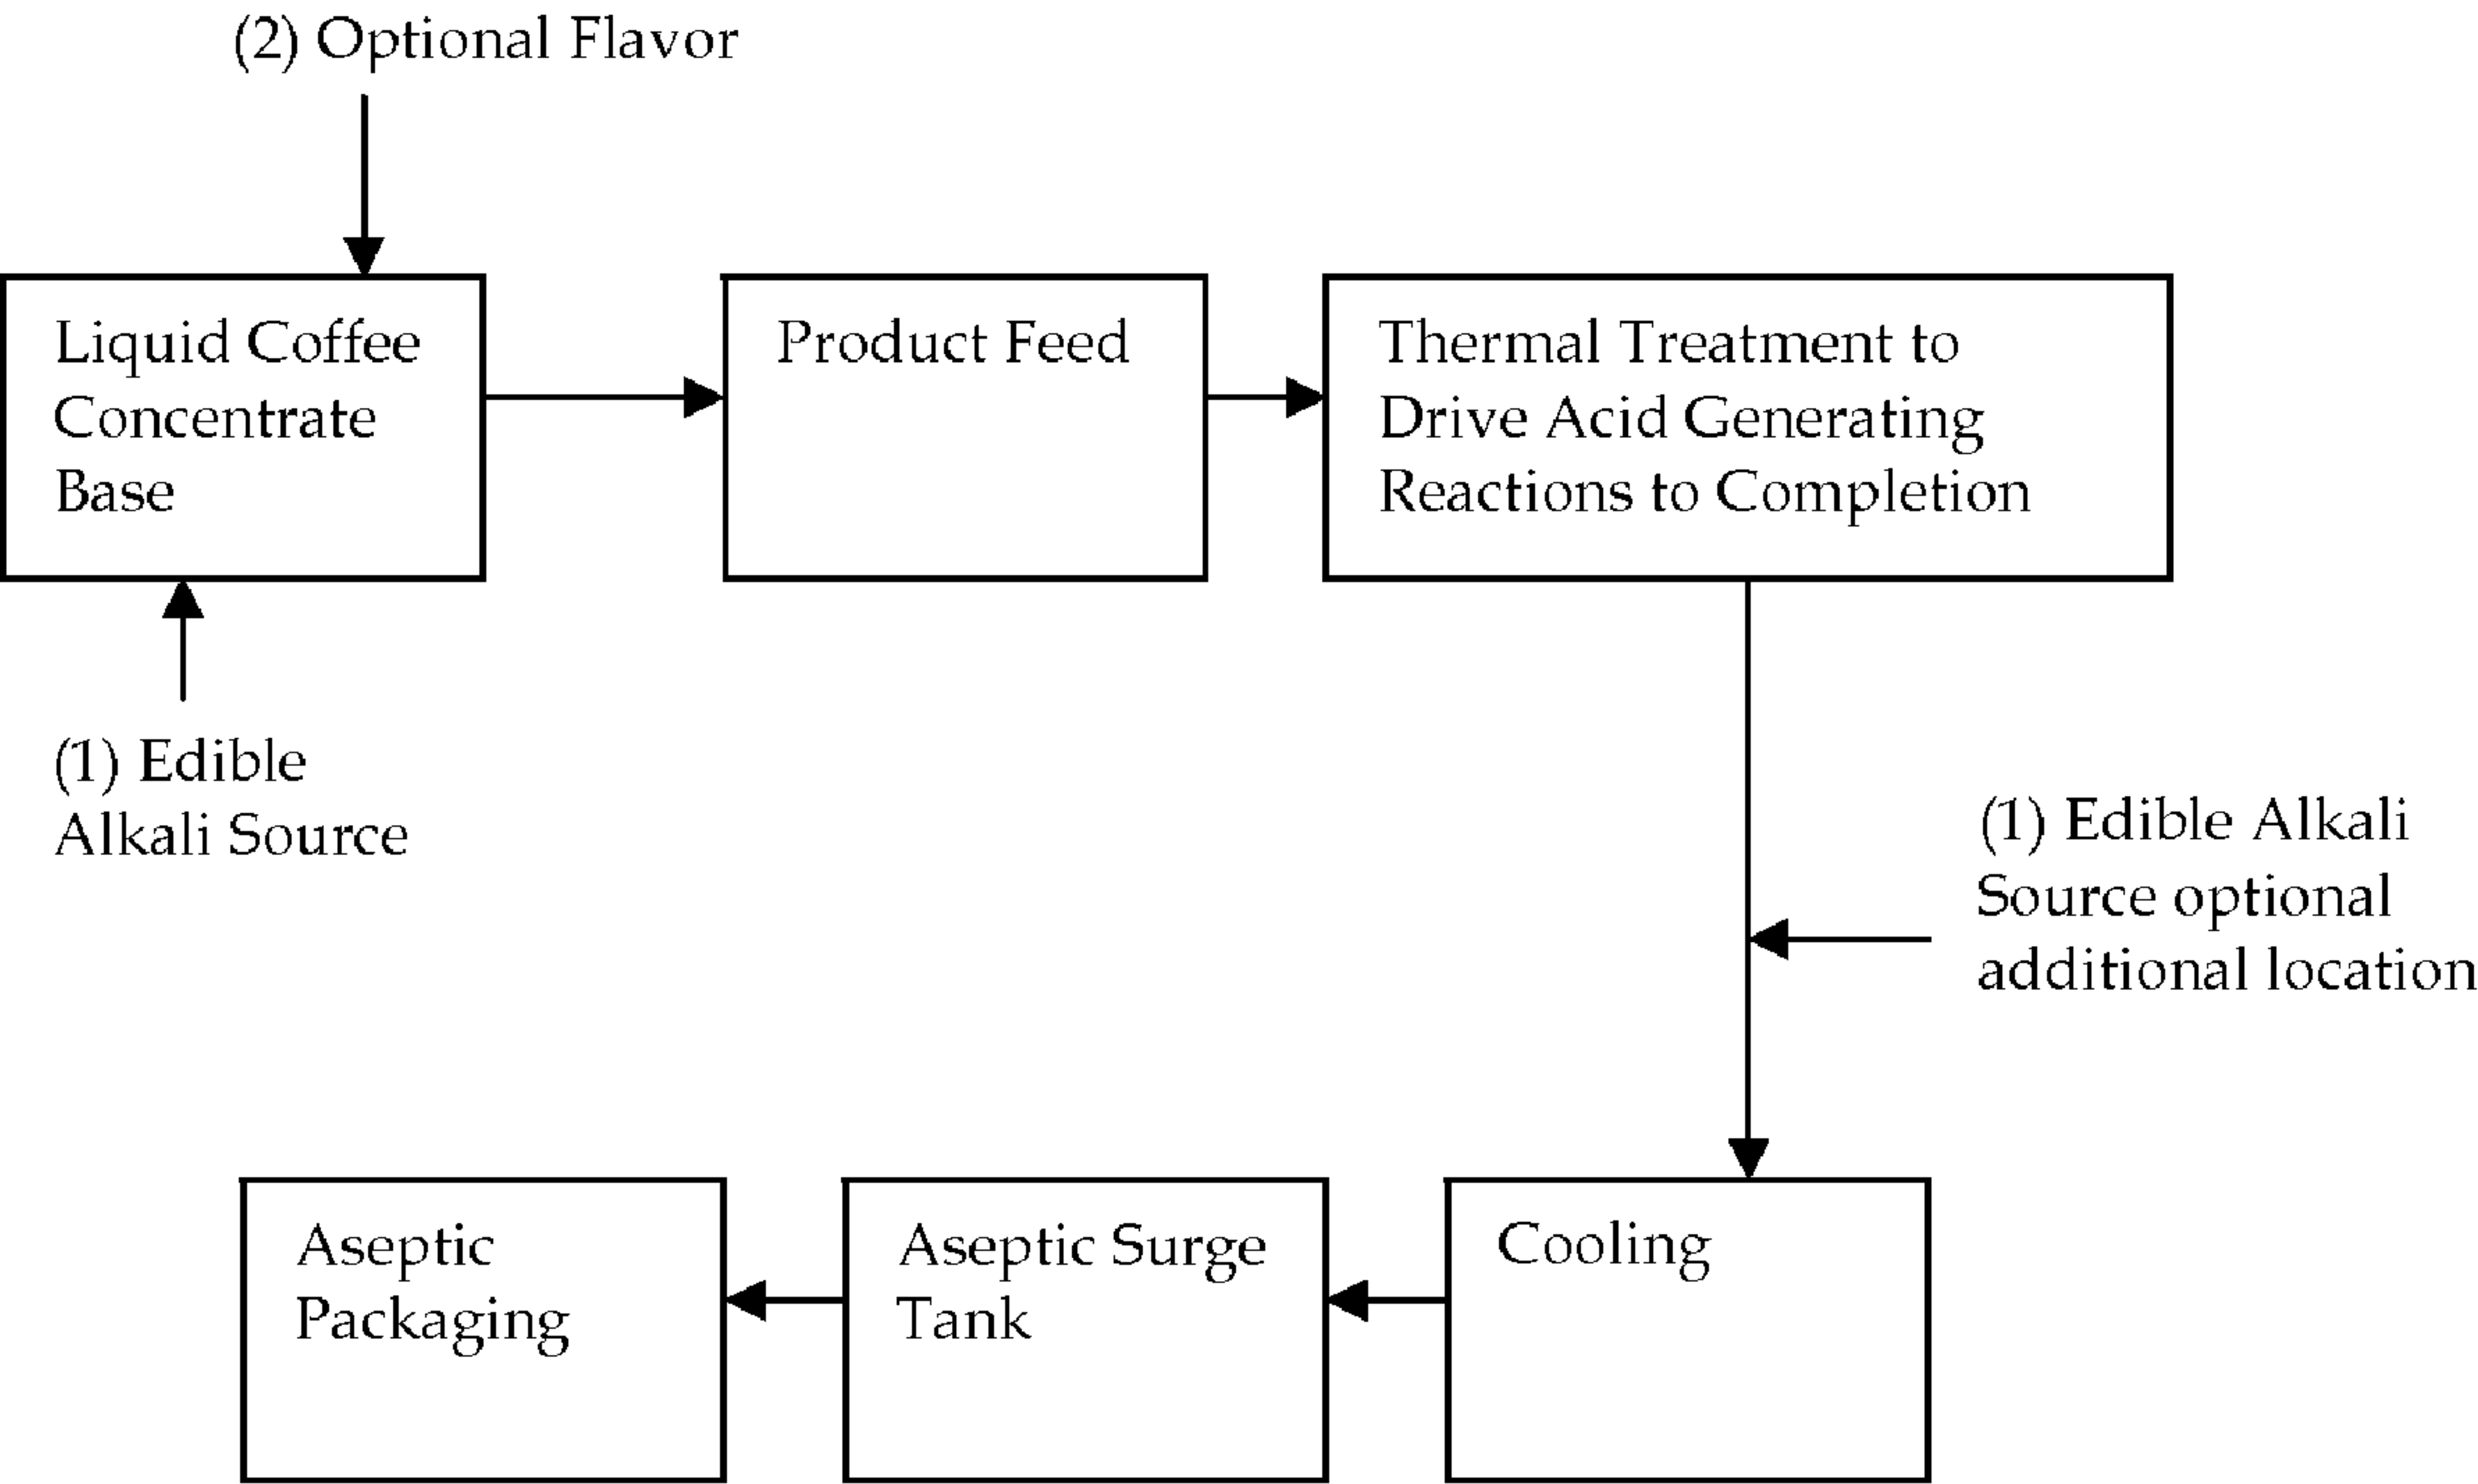 (2) Optional Flavor
Liquid Coffee
Concentrate
Base
Product Feed
Thermal Treatment to
Drive Acid Generating
Reactions to Completion
(1) Edible
Alkali Source
(1) Edible Alkali
Source optional
additional location
Aseptic
Packaging
Aseptic Surge
Tank
Cooling